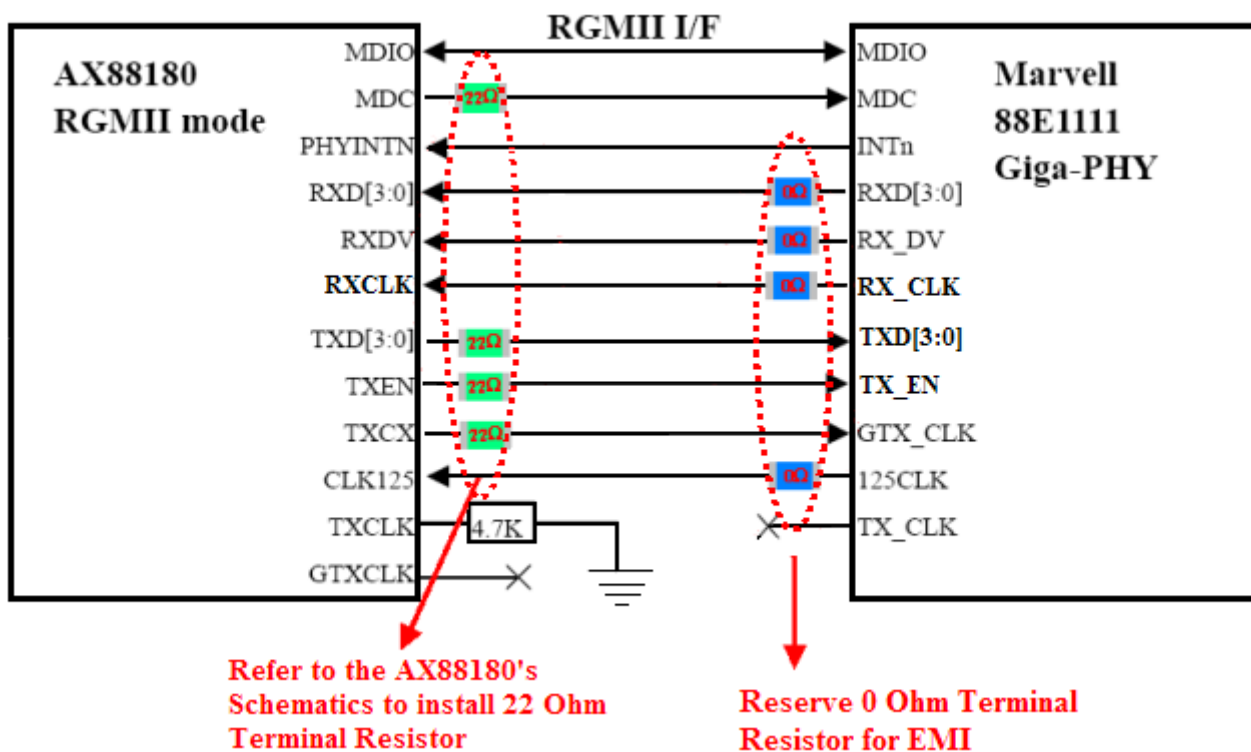 RGMII I/F
AX88180
RGMII mode
MDIO
MDC
PHYINTN
RXD[3:0]
RXDV
RXCLK
TXD[3:0]
TXEN
TXCX
CLK125
TXCLK
GTXCLK
22Ω
22Ω
22Ω
22Ω
4.7K
0Ω
0Ω
0Ω
0Ω
MDIO
MDC
INTn
RXD[3:0]
RX_DV
RX_CLK
TXD[3:0]
TX_EN
GTX_CLK
125CLK
TX_CLK
Marvell
88E1111
Giga-PHY
Refer to the AX88180's
Schematics to install 22 Ohm
Terminal Resistor
Reserve 0 Ohm Terminal
Resistor for EMI